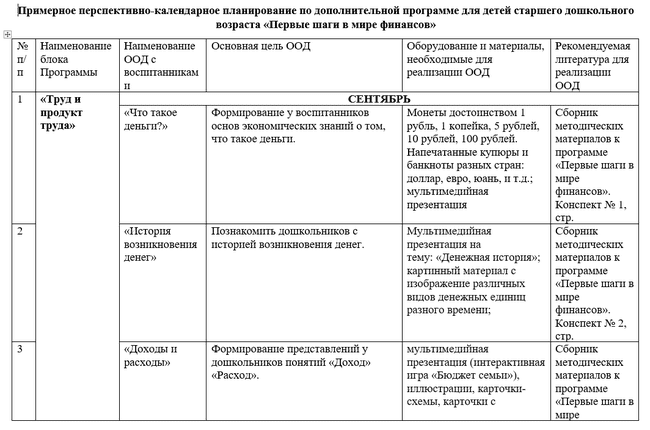 Примерное перспективно-календарное планирование по дополнительной программе для детей старшего дошкольного
возраста «Первые шаги в мире финансов»
№
п/
п
Наименование
блока
Программы
Наименование
ООД с
воспитанникам
и
Основная цель ООД
Оборудование и материалы,
необходимые для
реализации ООД
Рекомендуемая
литература для
реализации
ООД
1
«Труд и
продукт
труда»
СЕНТЯБРЬ
«Что такое
деньги?»
Формирование у воспитанников
основ экономических знаний о том,
что такое деньги.
Монеты достоинством 1
рубль, 1 копейка, 5 рублей,
10 рублей, 100 рублей.
Напечатанные купюры и
банкноты разных стран:
доллар, евро, юань, и т.д.;
мультимедийная
презентация
Сборник
методических
материалов к
программе
«Первые шаги в
мире
финансов».
Конспект № 1,
стр.
2
«История
возникновения
денег»
Познакомить дошкольников с
историей возникновения денег.
Мультимедийная
презентация на
тему: «Денежная история»;
картинный материал с
изображение различных
видов денежных единиц
разного времени;
Сборник
методических
материалов к
программе
«Первые шаги в
мире
финансов».
Конспект № 2,
стр.
3
«Доходы и
расходы»
Формирование представлений у
дошкольников понятий «Доход»
«Расход».
мультимедийная
презентация (интерактивная
игра «Бюджет семьи»),
иллюстрации, карточки-
схемы, карточки с
Сборник
методических
материалов к
программе
«Первые шаги в
мире